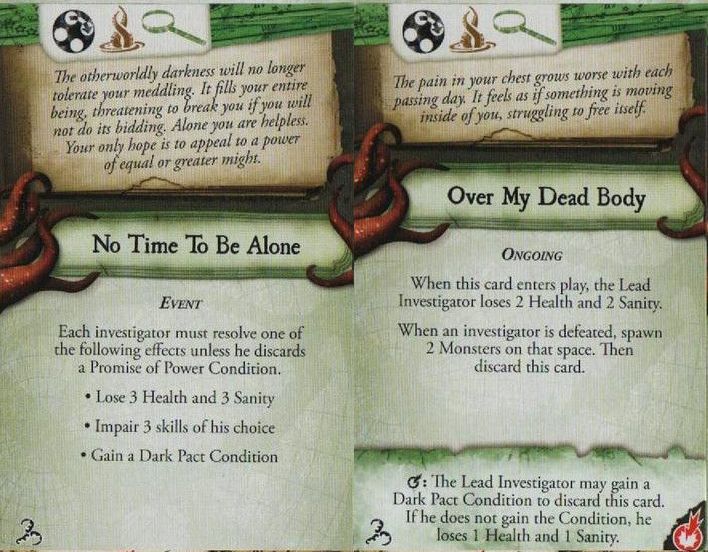 The otherworldly darkness will no longer
tolerate your meddling. It fills your entire
being, threatening to break you if you will
not do its bidding. Alone you are helpless.
Your only hope is to appeal to a power
of equal or greater might.
No Time To Be Alone
Event
Each investigator must resolve one of
the following effects unless he discards
a Promise of Power Condition.
• Lose 3 Health and 3 Sanity
• Impair 3 skills of his choice
• Gain a Dark Pact Condition
The pain in your chest grows worse with each
passing day. It feels as if something is moving
inside of you, struggling to free itself.
Over My Dead Body
Ongoing
When this card enters play, the Lead
Investigator loses 2 Health and 2 Sanity.
When an investigator is defeated, spawn
2 Monsters on that space. Then
discard this card.
: The Lead Investigator may gain a
Dark Pact Condition to discard this card.
If he does not gain the Condition, he
loses 1 Health and 1 Sanity.